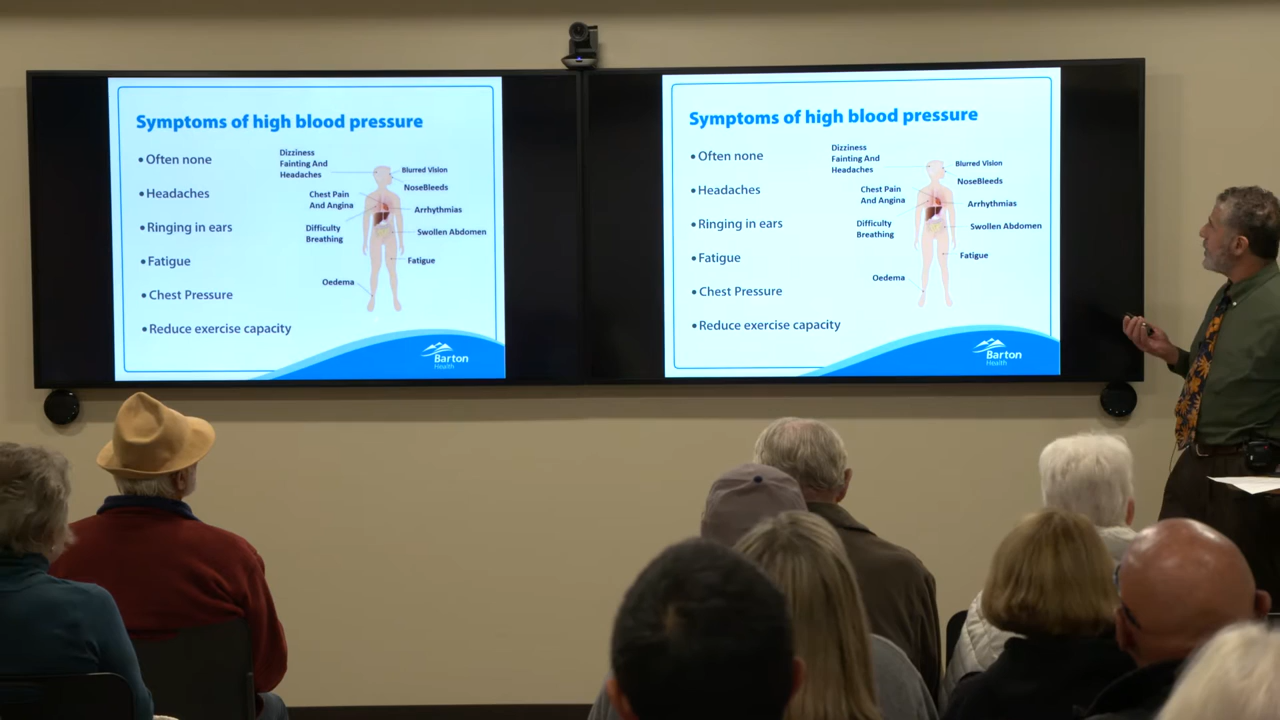 Symptoms of high blood pressure
• Often none
• Headaches
• Ringing in ears
• Fatigue
• Chest Pressure
• Reduce exercise capacity
Dizziness
Fainting And
Headaches
Blurred Vision
NoseBleeds
Chest Pain
And Angina
Arrhythmias
Difficulty
Breathing
Swollen Abdomen
Fatigue
Oedema
Barton
Health
Symptoms of high blood pressure
• Often none
• Headaches
• Ringing in ears
• Fatigue
• Chest Pressure
• Reduce exercise capacity
Dizziness
Fainting And
Headaches
Blurred Vision
NoseBleeds
Chest Pain
And Angina
Arrhythmias
Difficulty
Breathing
Swollen Abdomen
Fatigue
Oedema
Barton
Health